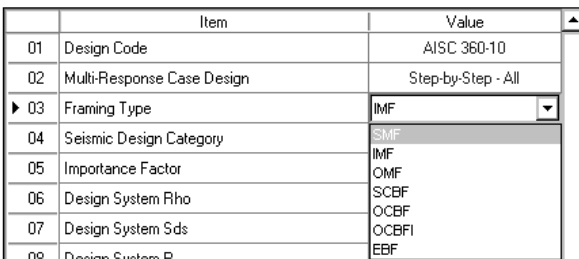 Item Value
01 Design Code AISC 360-10
02 Multi-Response Case Design Step-by-Step - All
03 Framing Type IMF
04 Seismic Design Category SMF
IMF
05 Importance Factor OMF
SCBF
06 Design System Rho OCBF
07 Design System Sds OCBFI
08 Design System R EBF